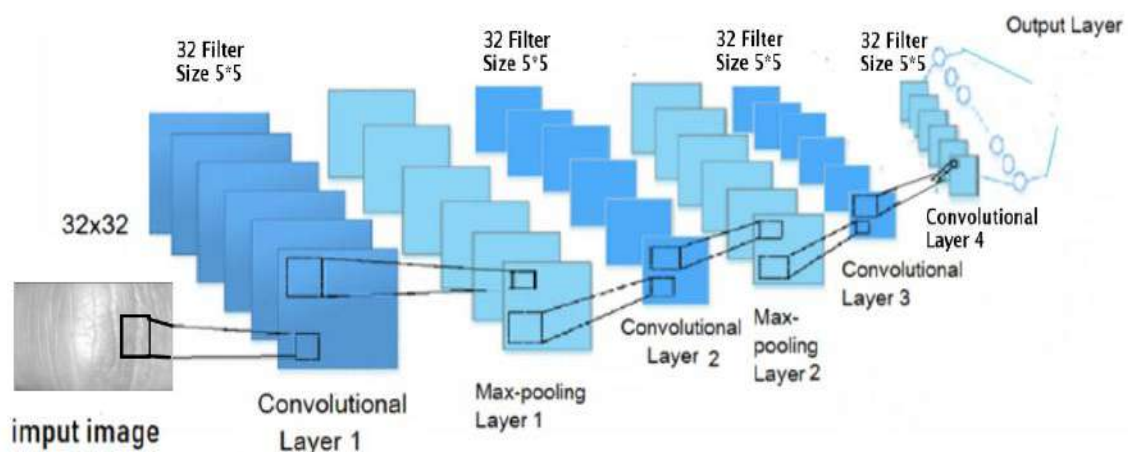 32 Filter
Size 5*5
32 Filter
Size 5*5
32 Filter
Size 5*5
32 Filter
Size 5*5
Output Layer
32x32
imput image
Convolutional
Layer 1
Max-pooling
Layer 1
Convolutional
Layer 2
Max-
pooling
Layer 2
Convolutional
Layer 3
Convolutional
Layer 4